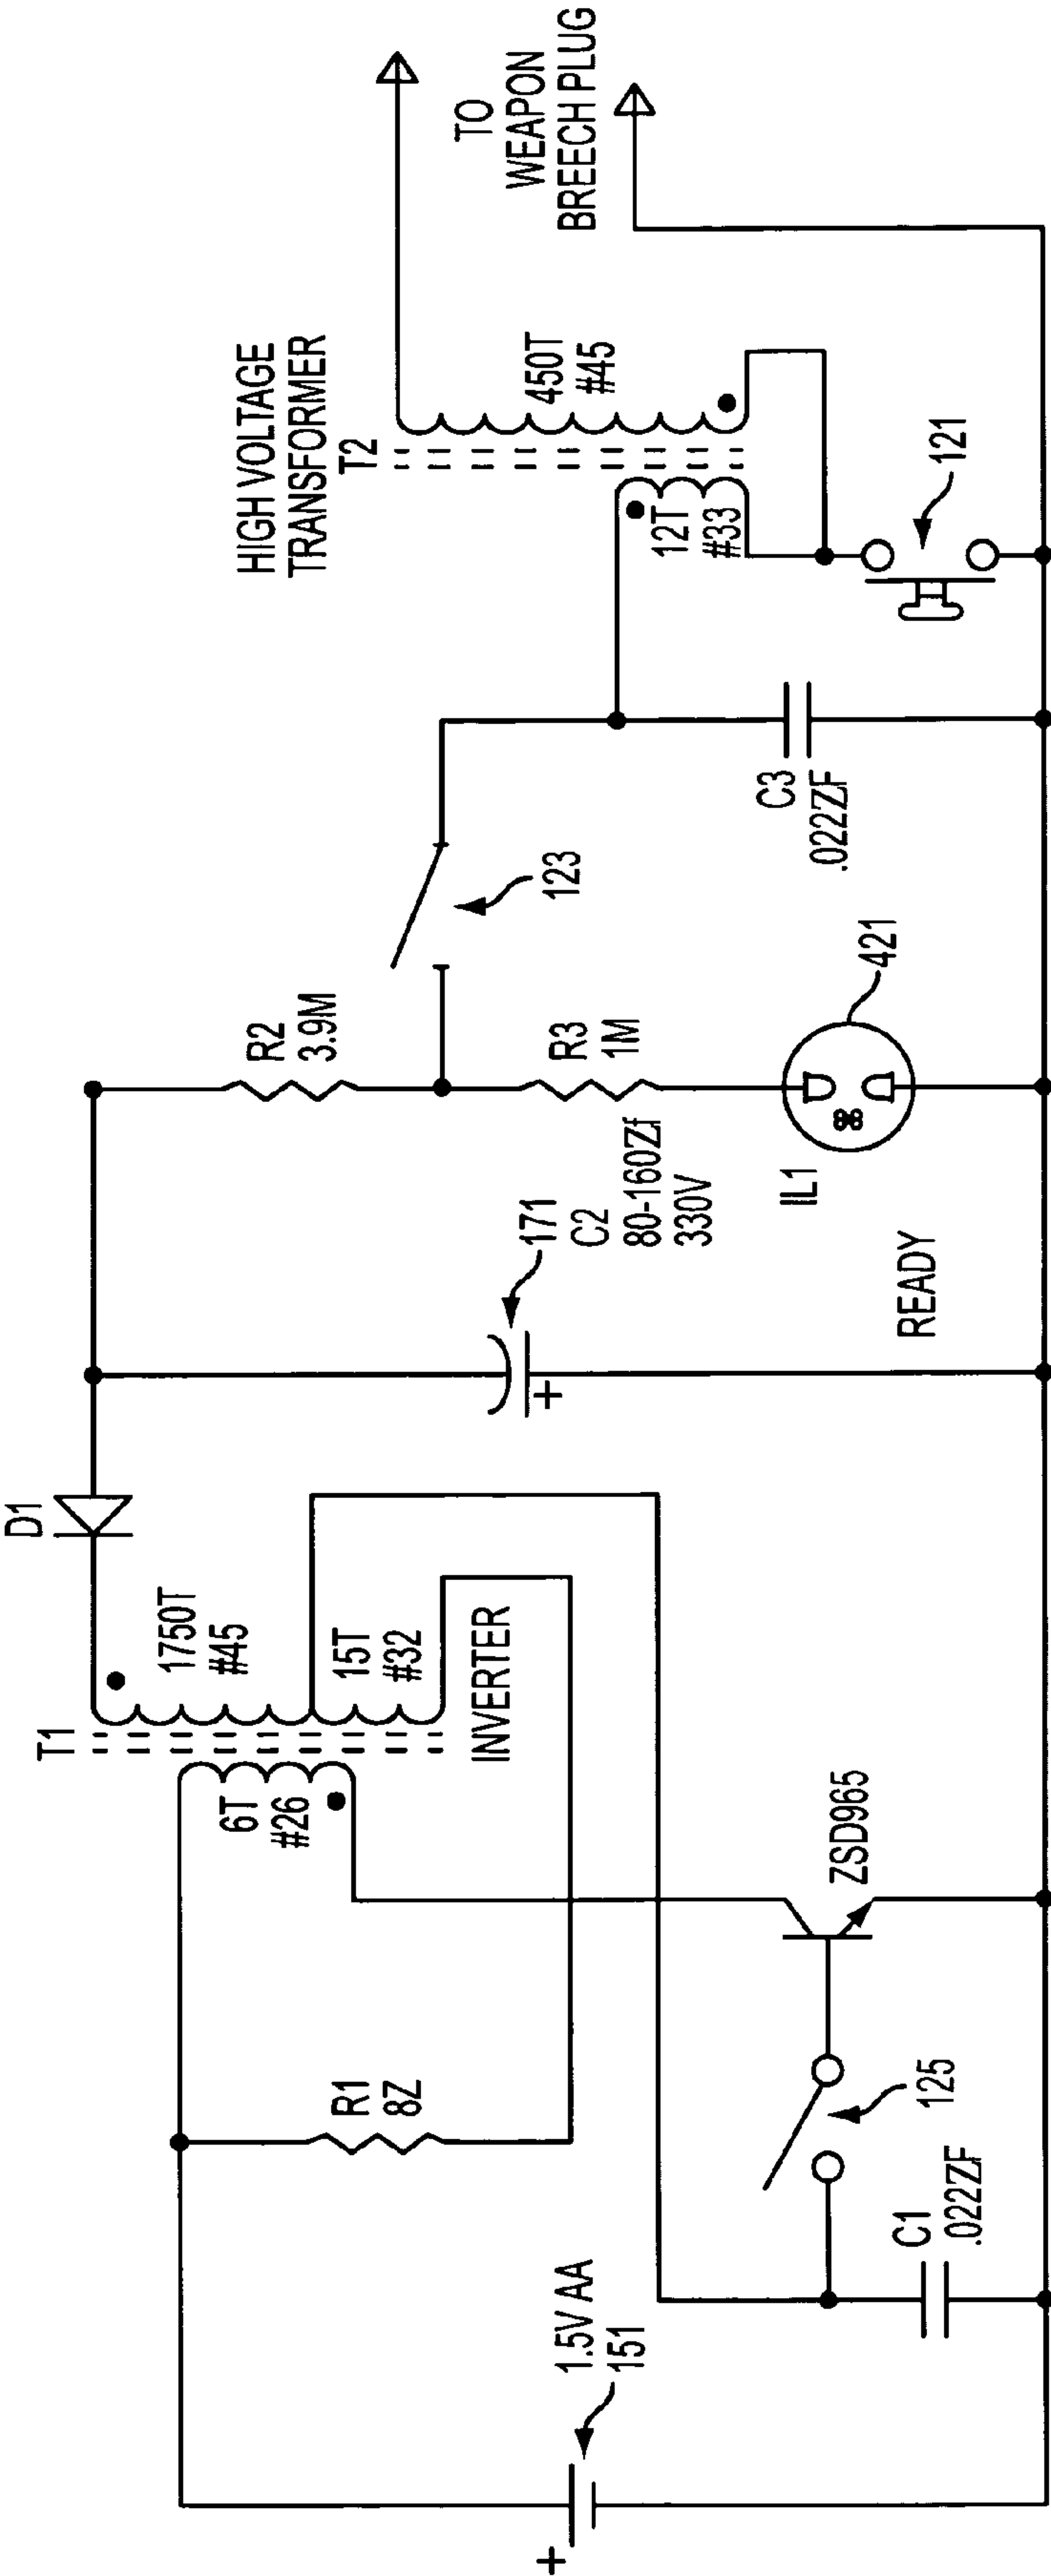 HIGH VOLTAGE
TRANSFORMER
T2
450T
#45
12T
#33
TO
WEAPON
BREECH PLUG
121
123
C3
.022ZF
R2
3.9M
R3
1M
421
IL1
READY
171
C2
80-160Zf
330V
+
D1
T1
1750T
#45
15T
#32
6T
#26
INVERTER
R1
8Z
ZSD965
125
C1
.022ZF
1.5V AA
151
+